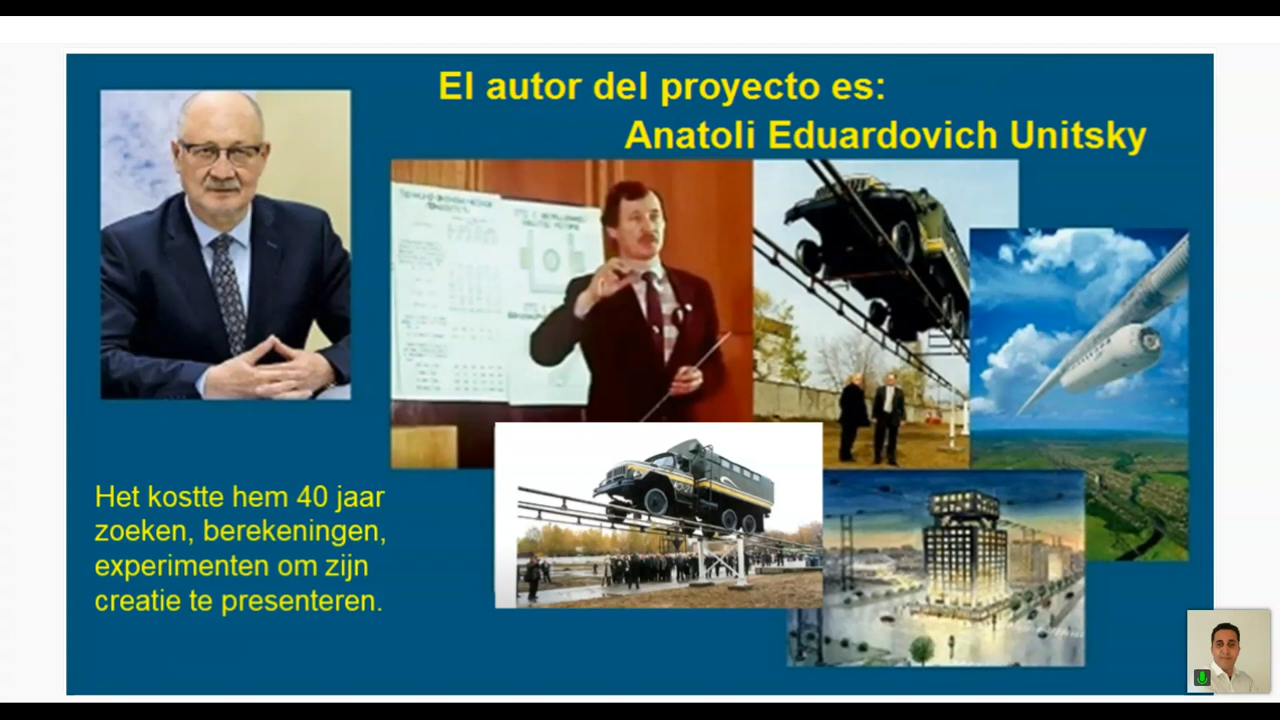 El autor del proyecto es:
Anatoli Eduardovich Unitsky
Het kostte hem 40 jaar
zoeken, berekeningen,
experimenten om zijn
creatie te presenteren.